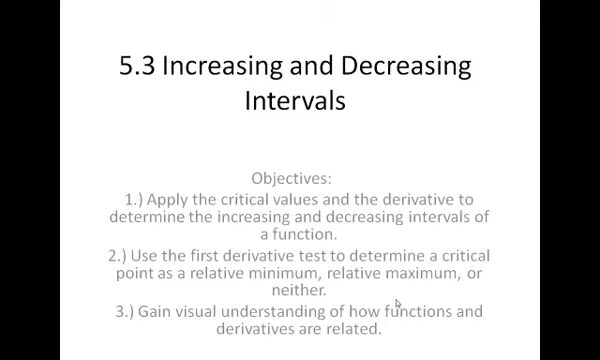 5.3 Increasing and Decreasing
Intervals
Objectives:
1.) Apply the critical values and the derivative to
determine the increasing and decreasing intervals of
a function.
2.) Use the first derivative test to determine a critical
point as a relative minimum, relative maximum, or
neither.
3.) Gain visual understanding of how functions and
derivatives are related.